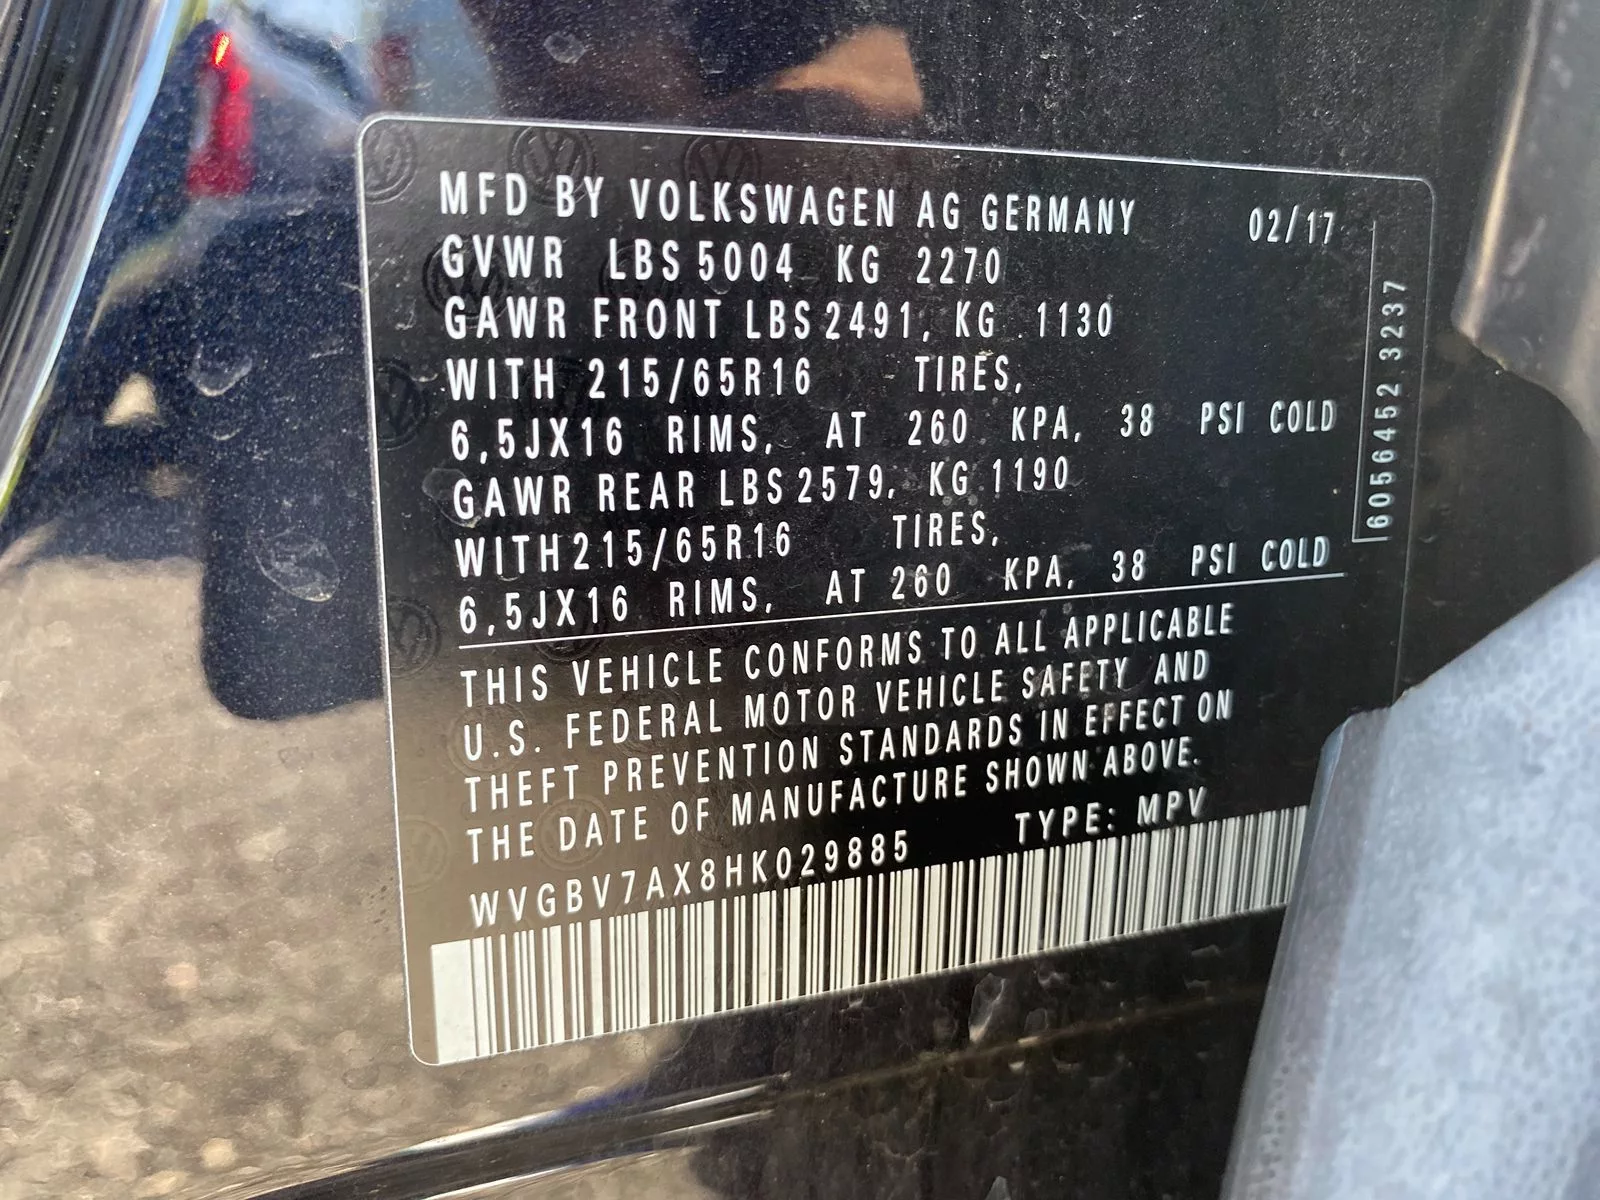 MFD BY VOLKSWAGEN AG GERMANY 02/17
GVWR LBS 5004 KG 2270
GAWR FRONT LBS 2491, KG 1130
WITH 215/65R16 TIRES,
6,5JX16 RIMS, AT 260 KPA, 38 PSI COLD
GAWR REAR LBS 2579, KG 1190
WITH 215/65R16 TIRES,
6,5JX16 RIMS, AT 260 KPA, 38 PSI COLD
THIS VEHICLE CONFORMS TO ALL APPLICABLE
U.S. FEDERAL MOTOR VEHICLE SAFETY AND
THEFT PREVENTION STANDARDS IN EFFECT ON
THE DATE OF MANUFACTURE SHOWN ABOVE.
WVGBV7AX8HK029885 TYPE: MPV
6056452 3237